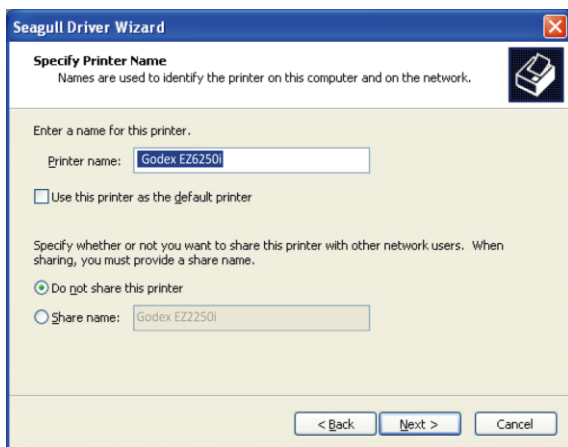 Seagull Driver Wizard
Specify Printer Name
Names are used to identify the printer on this computer and on the network.
Enter a name for this printer.
Printer name: Godex EZ6250i
Use this printer as the default printer
Specify whether or not you want to share this printer with other network users. When
sharing, you must provide a share name.
Do not share this printer
Share name: Godex EZ2250i
< Back Next > Cancel